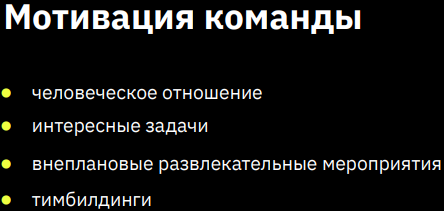 Мотивация команды
человеческое отношение
интересные задачи
внеплановые развлекательные мероприятия
тимбилдинги